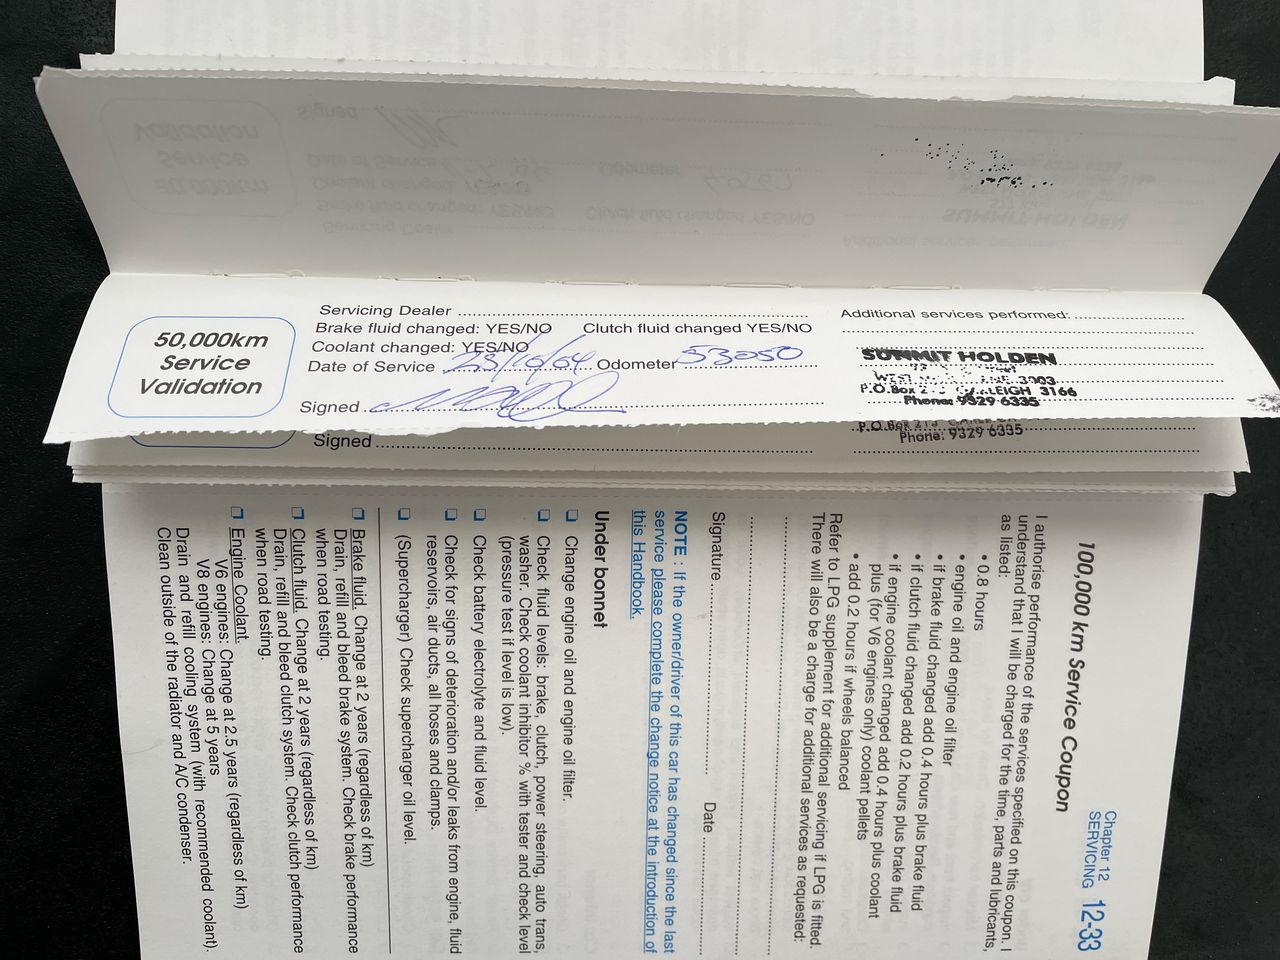 50,000km
Service
Validation
Servicing Dealer
Brake fluid changed: YES/NO Clutch fluid changed YES/NO
Coolant changed: YES/NO
Date of Service Odometer 53050
Signed
Additional services performed:
SUMMIT HOLDEN
3003
P.O.Box LEIGH 3166
Phone: 9329 6335
Signed
P.O.Box
Phone: 9329 6335
Chapter 12
SERVICING 12-33
100,000 km Service Coupon
I authorise performance of the services specified on this coupon. I
understand that I will be charged for the time, parts and lubricants,
as listed:
• 0.8 hours
• engine oil and engine oil filter
• if brake fluid changed add 0.4 hours plus brake fluid
• if clutch fluid changed add 0.2 hours plus brake fluid
• if engine coolant changed add 0.4 hours plus coolant
plus (for V6 engines only) coolant pellets
• add 0.2 hours if wheels balanced
Refer to LPG supplement for additional servicing if LPG is fitted.
There will also be a charge for additional services as requested:
Signature Date
NOTE : If the owner/driver of this car has changed since the last
service please complete the change notice at the introduction of
this Handbook.
Under bonnet
❏ Change engine oil and engine oil filter.
❏ Check fluid levels: brake, clutch, power steering, auto trans,
washer. Check coolant inhibitor % with tester and check level
(pressure test if level is low).
❏ Check battery electrolyte and fluid level.
❏ Check for signs of deterioration and/or leaks from engine, fluid
reservoirs, air ducts, all hoses and clamps.
❏ (Supercharger) Check supercharger oil level.
❏ Brake fluid. Change at 2 years (regardless of km)
Drain, refill and bleed brake system. Check brake performance
when road testing.
❏ Clutch fluid. Change at 2 years (regardless of km)
Drain, refill and bleed clutch system. Check clutch performance
when road testing.
❏ Engine Coolant.
V6 engines: Change at 2.5 years (regardless of km)
V8 engines: Change at 5 years
Drain and refill cooling system (with recommended coolant).
Clean outside of the radiator and A/C condenser.